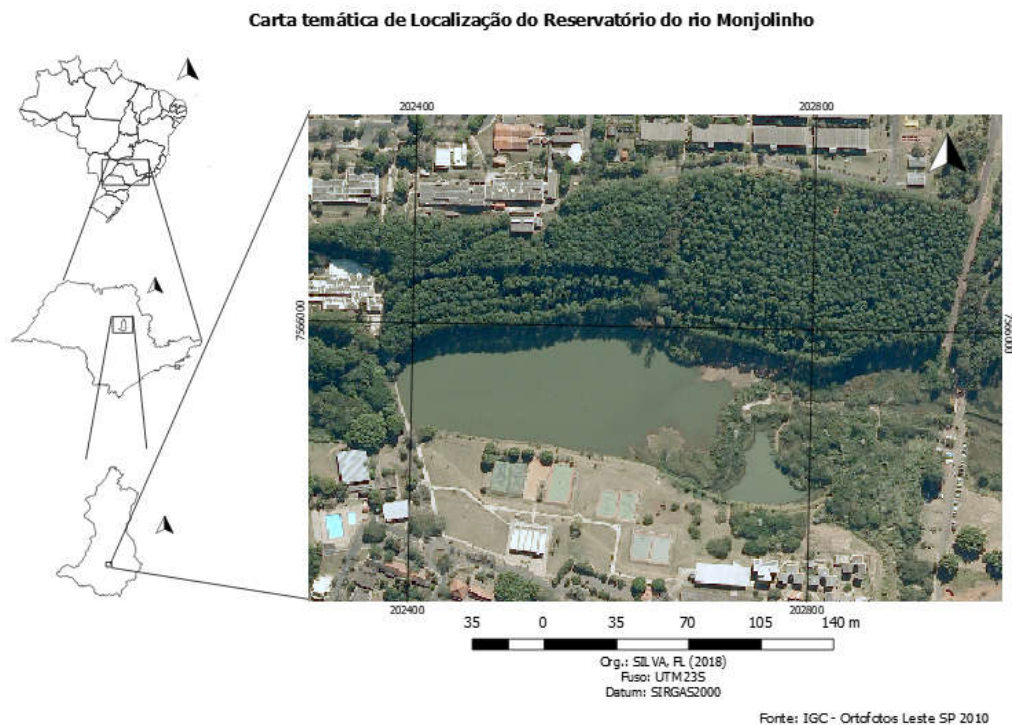 Carta temática de Localização do Reservatório do rio Monjolinho
202400 202800
7566000 7566000
202400 202800
35 0 35 70 105 140 m
Org.: SILVA, FL (2018)
Fuso: UTM23S
Datum: SIRGAS2000
Fonte: IGC - Ortofotos Leste SP 2010